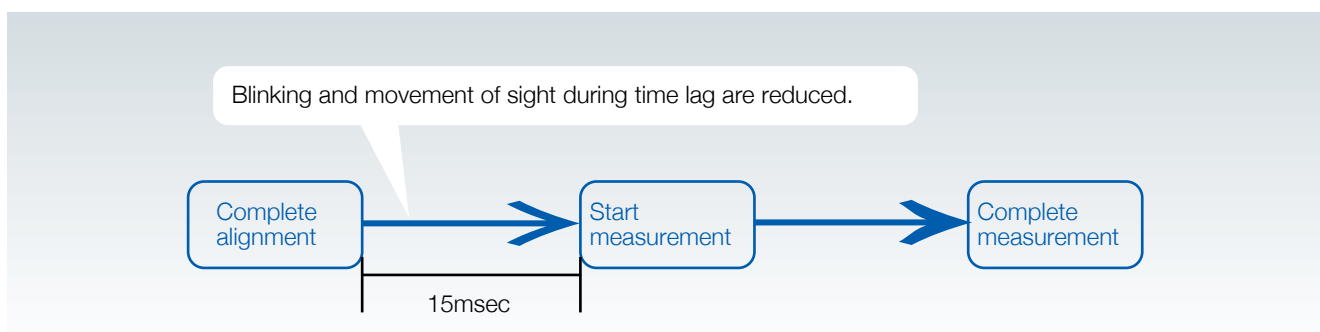 Blinking and movement of sight during time lag are reduced.
Complete
alignment
Start
measurement
Complete
measurement
15msec